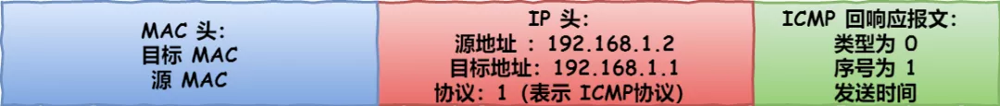 MAC 头:
目标 MAC
源 MAC
IP 头:
源地址 : 192.168.1.2
目标地址: 192.168.1.1
协议: 1 (表示 ICMP协议)
ICMP 回响应报文:
类型为 0
序号为 1
发送时间